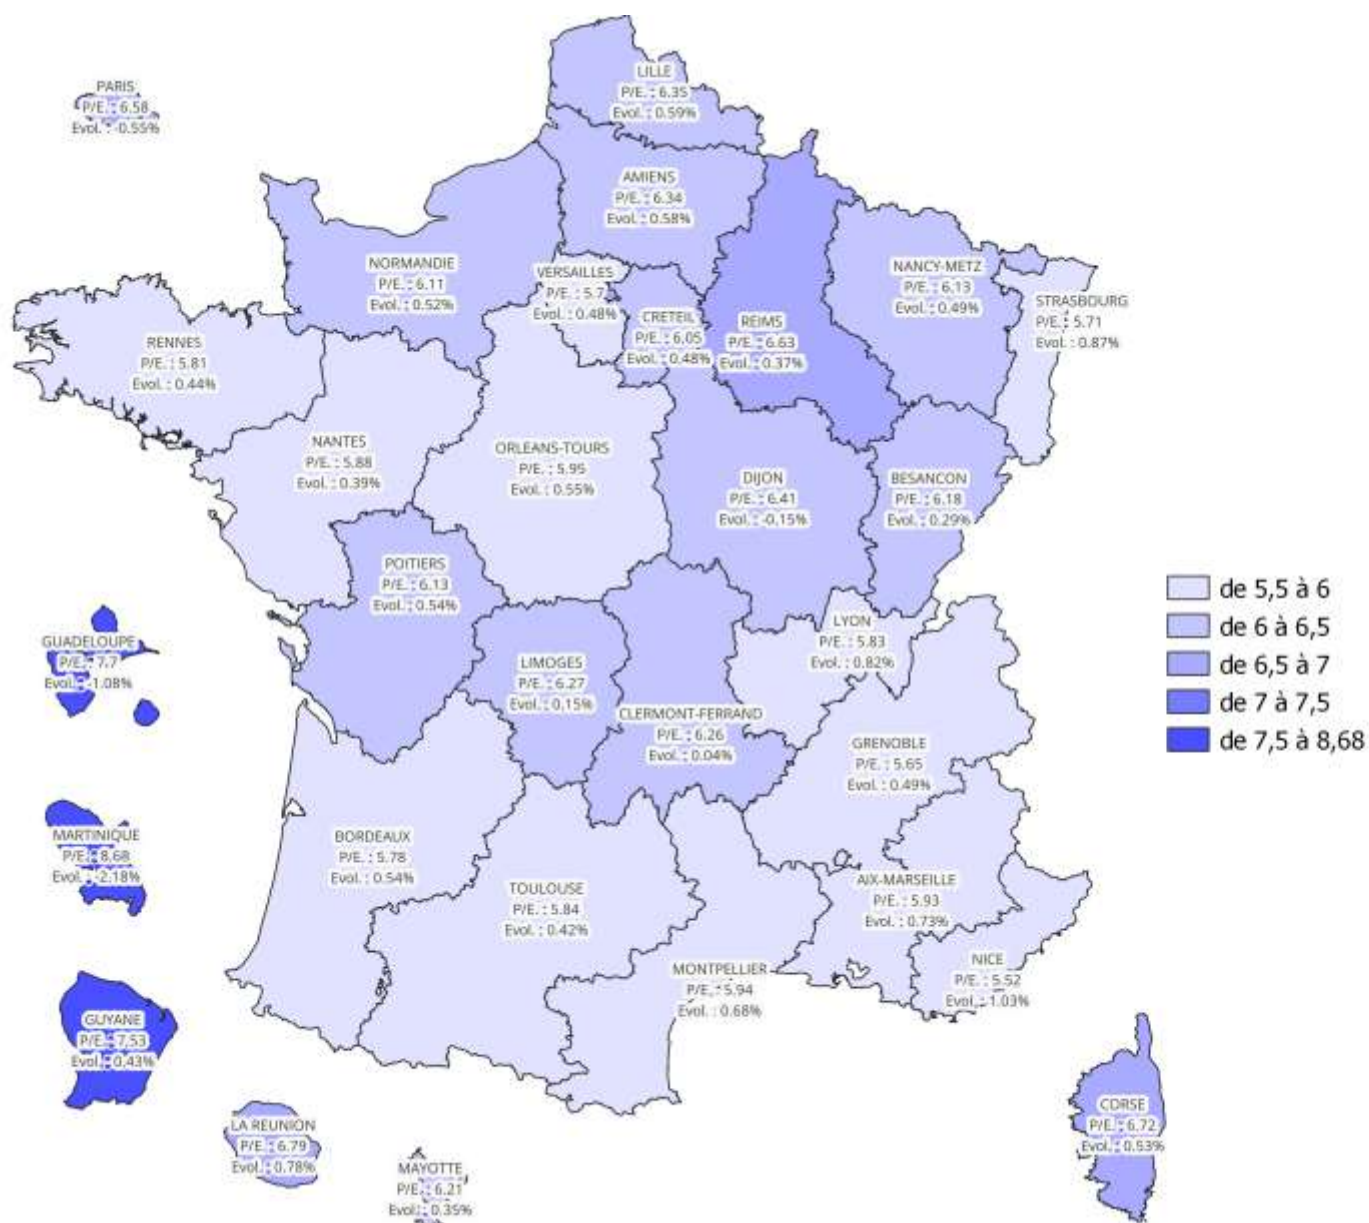 PARIS
P/E. : 6.58
Evol. : -0.55%
LILLE
P/E. : 6.35
Evol. : 0.59%
AMIENS
P/E. : 6.34
Evol. : 0.58%
NORMANDIE
P/E. : 6.11
Evol. : 0.52%
VERSAILLES
P/E. : 5.7
Evol. : 0.48%
CRETEIL
P/E. : 6.05
Evol. : 0.48%
REIMS
P/E. : 6.63
Evol. : 0.37%
NANCY-METZ
P/E. : 6.13
Evol. : 0.49%
STRASBOURG
P/E. : 5.71
Evol. : 0.87%
RENNES
P/E. : 5.81
Evol. : 0.44%
NANTES
P/E. : 5.88
Evol. : 0.39%
ORLEANS-TOURS
P/E. : 5.95
Evol. : 0.55%
DIJON
P/E. : 6.41
Evol. : -0.15%
BESANCON
P/E. : 6.18
Evol. : 0.29%
POITIERS
P/E. : 6.13
Evol. : 0.54%
de 5,5 à 6
de 6 à 6,5
de 6,5 à 7
de 7 à 7,5
de 7,5 à 8,68
GUADELOUPE
P/E. : 7.7
Evol. : -1.08%
LIMOGES
P/E. : 6.27
Evol. : 0.15%
LYON
P/E. : 5.83
Evol. : 0.82%
CLERMONT-FERRAND
P/E. : 6.26
Evol. : 0.04%
GRENOBLE
P/E. : 5.65
Evol. : 0.49%
MARTINIQUE
P/E. : 8.68
Evol. : -2.18%
BORDEAUX
P/E. : 5.78
Evol. : 0.54%
TOULOUSE
P/E. : 5.84
Evol. : 0.42%
AIX-MARSEILLE
P/E. : 5.93
Evol. : 0.73%
MONTPELLIER
P/E. : 5.94
Evol. : 0.68%
NICE
P/E. : 5.52
Evol. : 1.03%
GUYANE
P/E. : 7.53
Evol. : 0.43%
LA REUNION
P/E. : 6.79
Evol. : 0.78%
MAYOTTE
P/E. : 6.21
Evol. : 0.35%
CORSE
P/E. : 6.72
Evol. : 0.53%